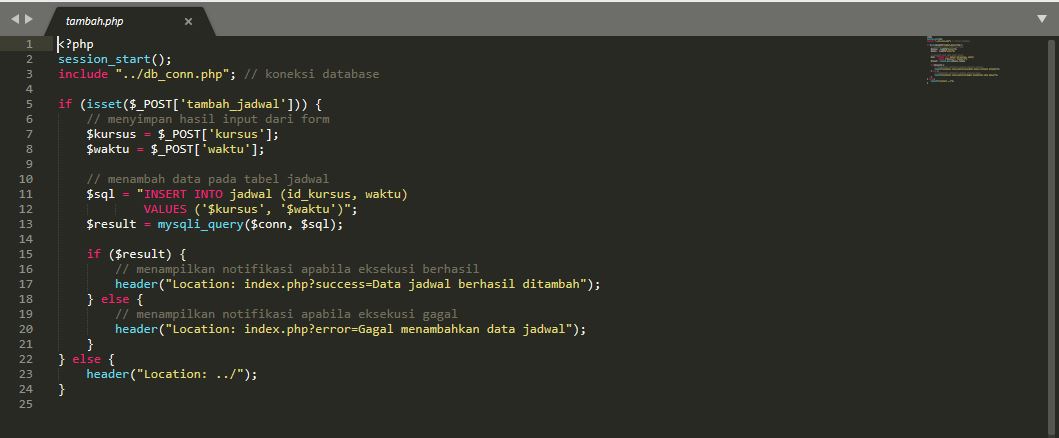 tambah.php
1 <?php
2 session_start();
3 include "../db_conn.php"; // koneksi database
4
5 if (isset($_POST['tambah_jadwal'])) {
6     // menyimpan hasil input dari form
7     $kursus = $_POST['kursus'];
8     $waktu = $_POST['waktu'];
9
10     // menambah data pada tabel jadwal
11     $sql = "INSERT INTO jadwal (id_kursus, waktu)
12             VALUES ('$kursus', '$waktu')";
13     $result = mysqli_query($conn, $sql);
14
15     if ($result) {
16         // menampilkan notifikasi apabila eksekusi berhasil
17         header("Location: index.php?success=Data jadwal berhasil ditambah");
18     } else {
19         // menampilkan notifikasi apabila eksekusi gagal
20         header("Location: index.php?error=Gagal menambahkan data jadwal");
21     }
22 } else {
23     header("Location: ../");
24 }
25